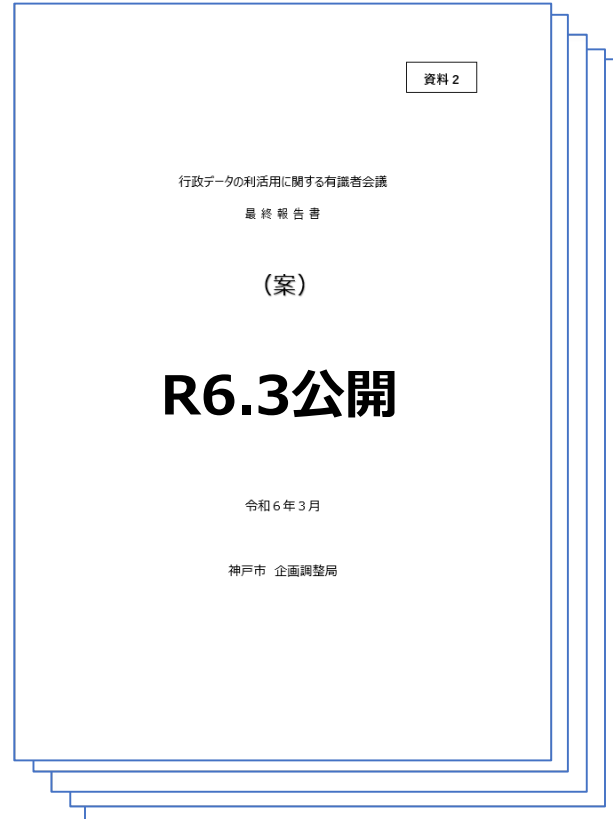 資料 2
行政データの利活用に関する有識者会議
最 終 報 告 書
（案）
R6.3公開
令和６年３月
神戸市 企画調整局